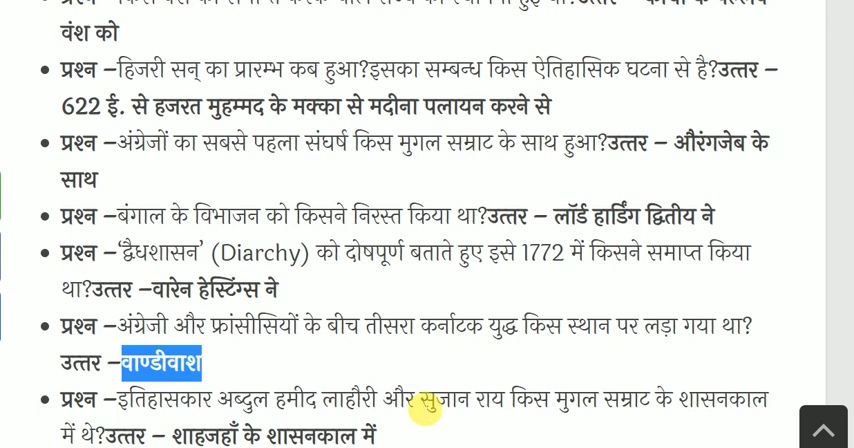 वंश को
प्रश्न –हिजरी सन् का प्रारम्भ कब हुआ?इसका सम्बन्ध किस ऐतिहासिक घटना से है?उत्तर –
622 ई. से हजरत मुहम्मद के मक्का से मदीना पलायन करने से
प्रश्न –अंग्रेजों का सबसे पहला संघर्ष किस मुगल सम्राट के साथ हुआ?उत्तर – औरंगजेब के
साथ
प्रश्न –बंगाल के विभाजन को किसने निरस्त किया था?उत्तर – लॉर्ड हार्डिंग द्वितीय ने
प्रश्न –‘द्वैधशासन’ (Diarchy) को दोषपूर्ण बताते हुए इसे 1772 में किसने समाप्त किया
था?उत्तर –वारेन हेस्टिंग्स ने
प्रश्न –अंग्रेजी और फ्रांसीसियों के बीच तीसरा कर्नाटक युद्ध किस स्थान पर लड़ा गया था?
उत्तर –वाण्डीवाश
प्रश्न –इतिहासकार अब्दुल हमीद लाहौरी और सुजान राय किस मुगल सम्राट के शासनकाल
में थे?उत्तर – शाहजहाँ के शासनकाल में